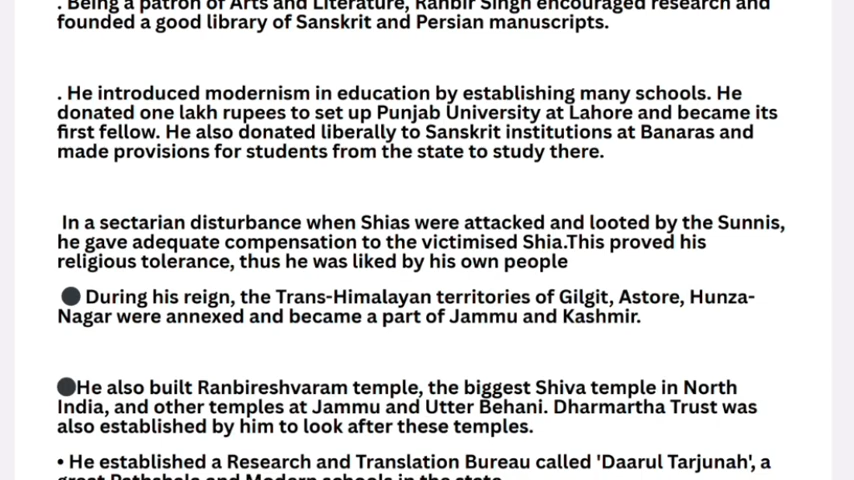 . Being a patron of Arts and Literature, Ranbir Singh encouraged research and
founded a good library of Sanskrit and Persian manuscripts.
. He introduced modernism in education by establishing many schools. He
donated one lakh rupees to set up Punjab University at Lahore and became its
first fellow. He also donated liberally to Sanskrit institutions at Banaras and
made provisions for students from the state to study there.
In a sectarian disturbance when Shias were attacked and looted by the Sunnis,
he gave adequate compensation to the victimised Shia.This proved his
religious tolerance, thus he was liked by his own people
● During his reign, the Trans-Himalayan territories of Gilgit, Astore, Hunza-
Nagar were annexed and became a part of Jammu and Kashmir.
●He also built Ranbireshvaram temple, the biggest Shiva temple in North
India, and other temples at Jammu and Utter Behani. Dharmartha Trust was
also established by him to look after these temples.
• He established a Research and Translation Bureau called 'Daarul Tarjunah', a
great Pathshala and Modern schools in the state